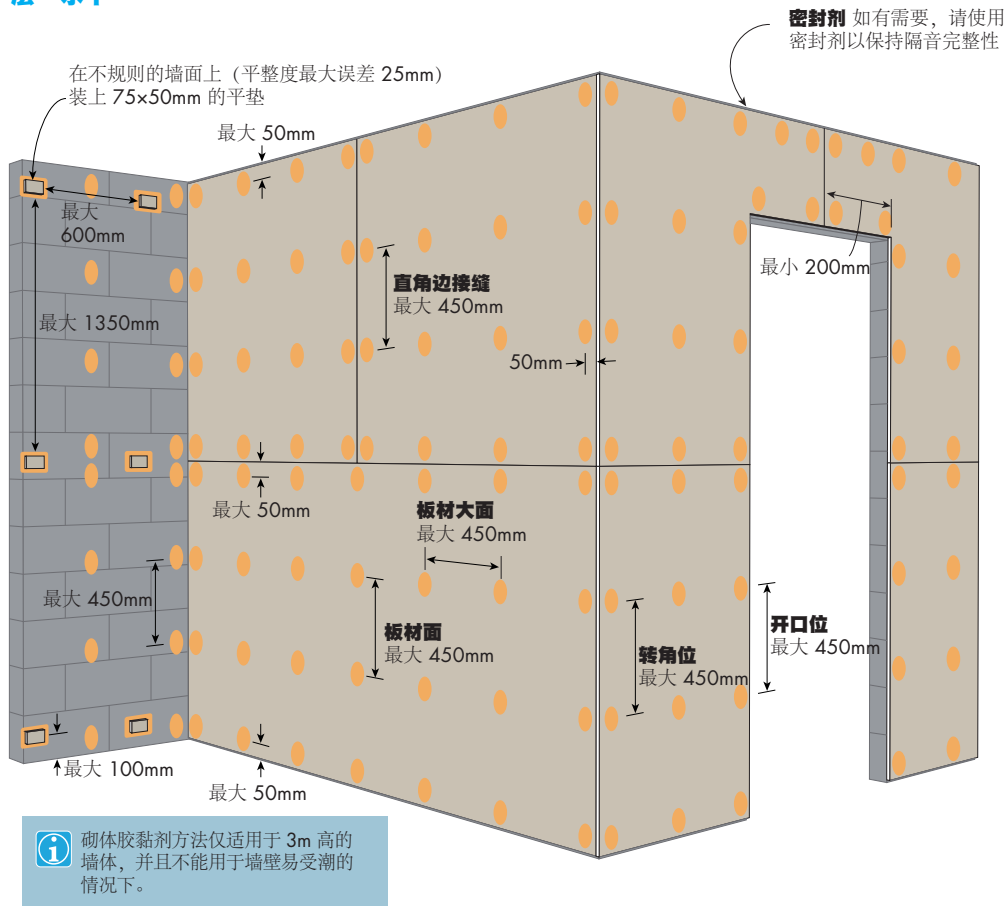 密封剂 如有需要，请使用
密封剂以保持隔音完整性
在不规则的墙面上（平整度最大误差 25mm）
装上 75×50mm 的平垫
最大 50mm
最大
600mm
直角边接缝
最大 450mm
最小 200mm
最大 1350mm
50mm
最大 50mm
板材大面
最大 450mm
最大 450mm
板材面
最大 450mm
转角位
最大 450mm
开口位
最大 450mm
最大 100mm
最大 50mm
砌体胶黏剂方法仅适用于 3m 高的
墙体，并且不能用于墙壁易受潮的
情况下。